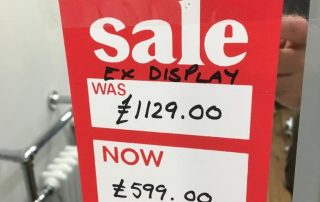 sale
EX DISPLAY
WAS
£1129.00
NOW
£599.00